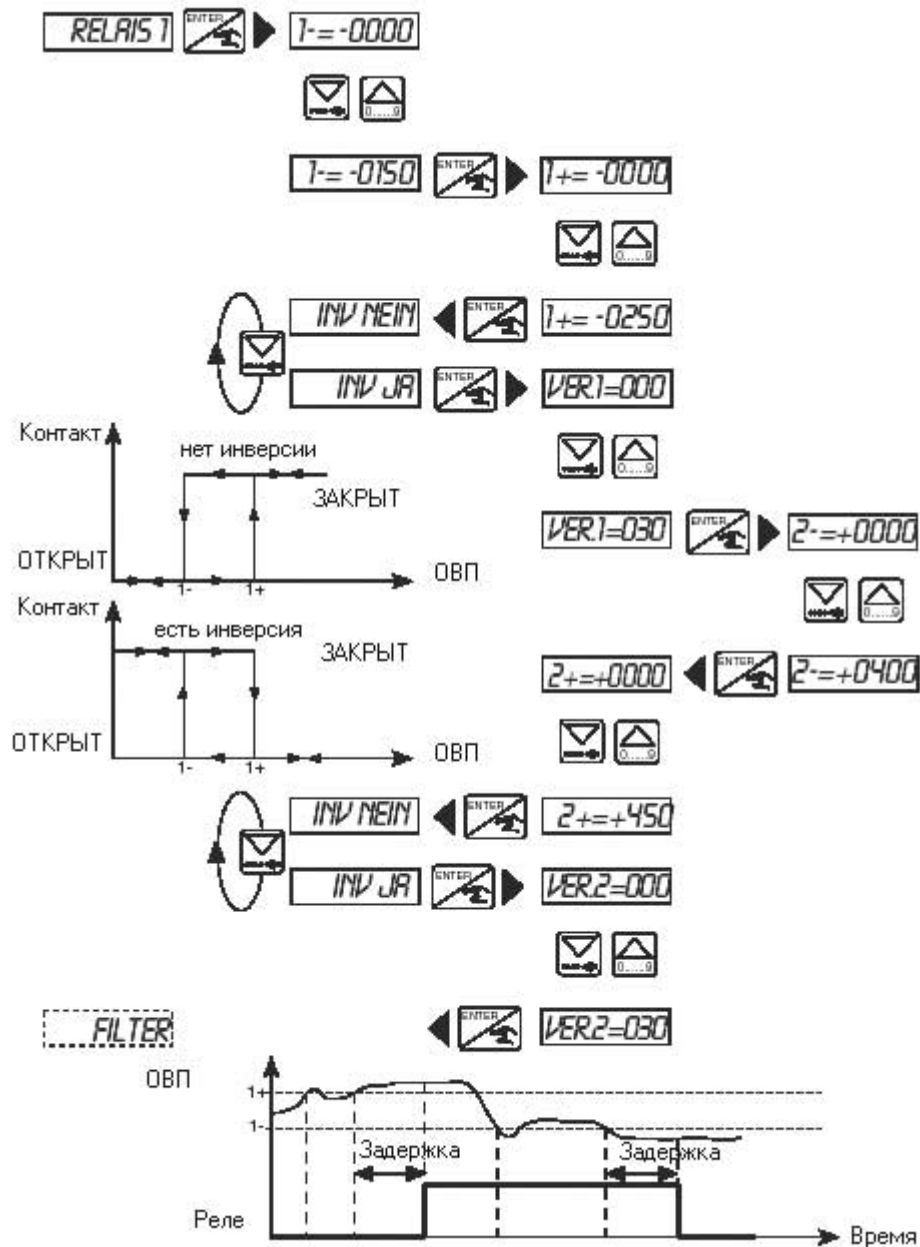 RELAIS 1 ENTER 1-= -0000
0.....9
1-= -0150 ENTER 1+= -0000
0.....9
INV NEIN ENTER 1+= -0250
INV JA ENTER VER.1=000
0.....9
VER.1=030 ENTER 2-=+0000
0.....9
2+=+0000 ENTER 2-=+0400
0.....9
Контакт
нет инверсии
ЗАКРЫТ
ОТКРЫТ
1- 1+
ОВП
Контакт
есть инверсия
ЗАКРЫТ
ОТКРЫТ
1- 1+
ОВП
INV NEIN ENTER 2+=+450
INV JA ENTER VER.2=000
0.....9
FILTER ENTER VER.2=030
ОВП
1+
1-
Задержка Задержка
Реле
Время